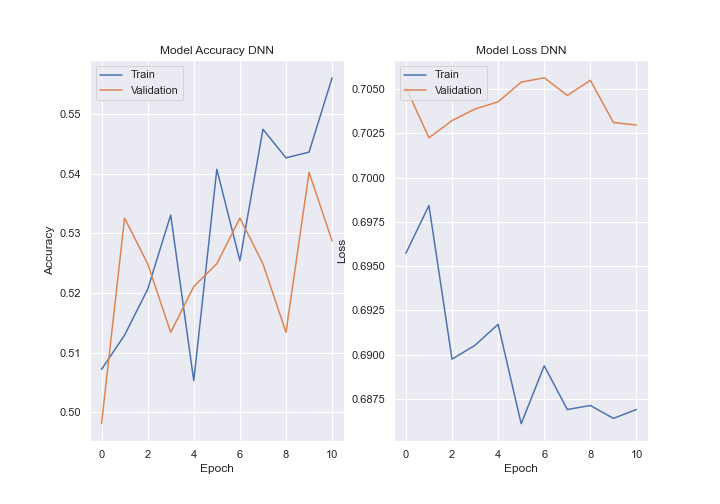 Model Accuracy DNN
Train
Validation
0.55
0.54
0.53
0.52
0.51
0.50
Accuracy
0 2 4 6 8 10
Epoch
Model Loss DNN
Train
Validation
0.7050
0.7025
0.7000
0.6975
0.6950
0.6925
0.6900
0.6875
Loss
0 2 4 6 8 10
Epoch